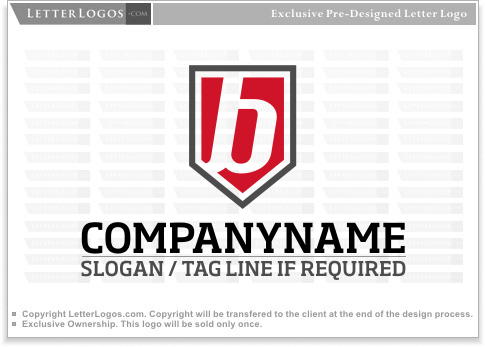 LETTERLOGOS.COM
Exclusive Pre-Designed Letter Logo
b
COMPANYNAME
SLOGAN / TAG LINE IF REQUIRED
Copyright LetterLogos.com. Copyright will be transfered to the client at the end of the design process.
Exclusive Ownership. This logo will be sold only once.